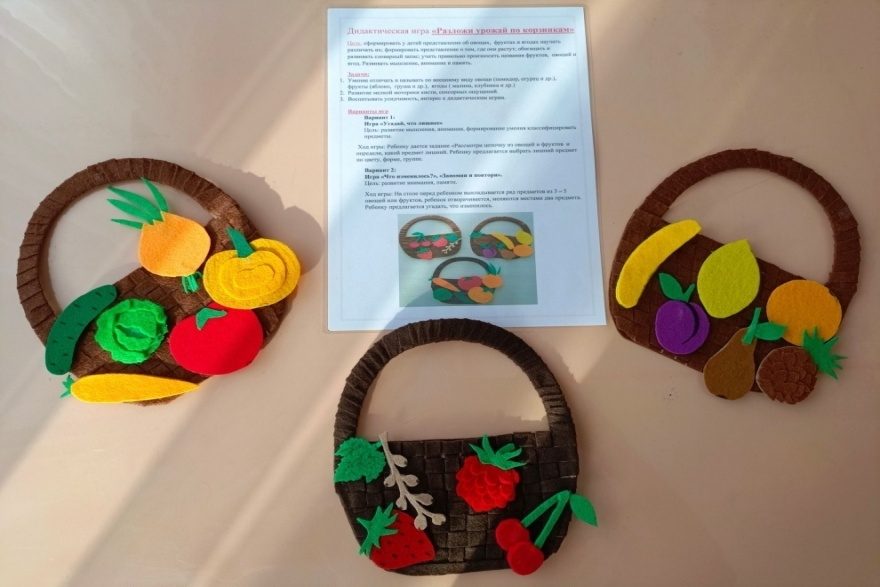 Дидактическая игра «Разложи урожай по корзинкам»
Цель: сформировать у детей представления об овощах, фруктах и ягодах научить
различать их; формировать представление о том, где они растут; обогащать и
развивать словарный запас; учить правильно произносить названия фруктов, овощей и
ягод. Развивать мышление, внимание и память.
Задачи:
1. Умение отличать и называть по внешнему виду овощи (помидор, огурец и др.),
фрукты (яблоко, груша и др.), ягоды ( малина, клубника и др.)
2. Развитие мелкой моторики кисти, сенсорных ощущений.
3. Воспитывать усидчивость, интерес к дидактическим играм.
Варианты игр
Вариант 1:
Игра «Угадай, что лишнее»
Цель: развитие мышления, внимания, формирование умения классифицировать
предметы.
Ход игры: Ребенку дается задание «Рассмотри цепочку из овощей и фруктов и
определи, какой предмет лишний. Ребенку предлагается выбрать лишний предмет
по цвету, форме, группе.
Вариант 2:
Игра «Что изменилось?», «Запомни и повтори».
Цель: развитие внимания, памяти.
Ход игры: На столе перед ребенком выкладывается ряд предметов из 3 – 5
овощей или фруктов, ребенок отворачивается, меняются местами два предмета.
Ребенку предлагается угадать, что изменилось.